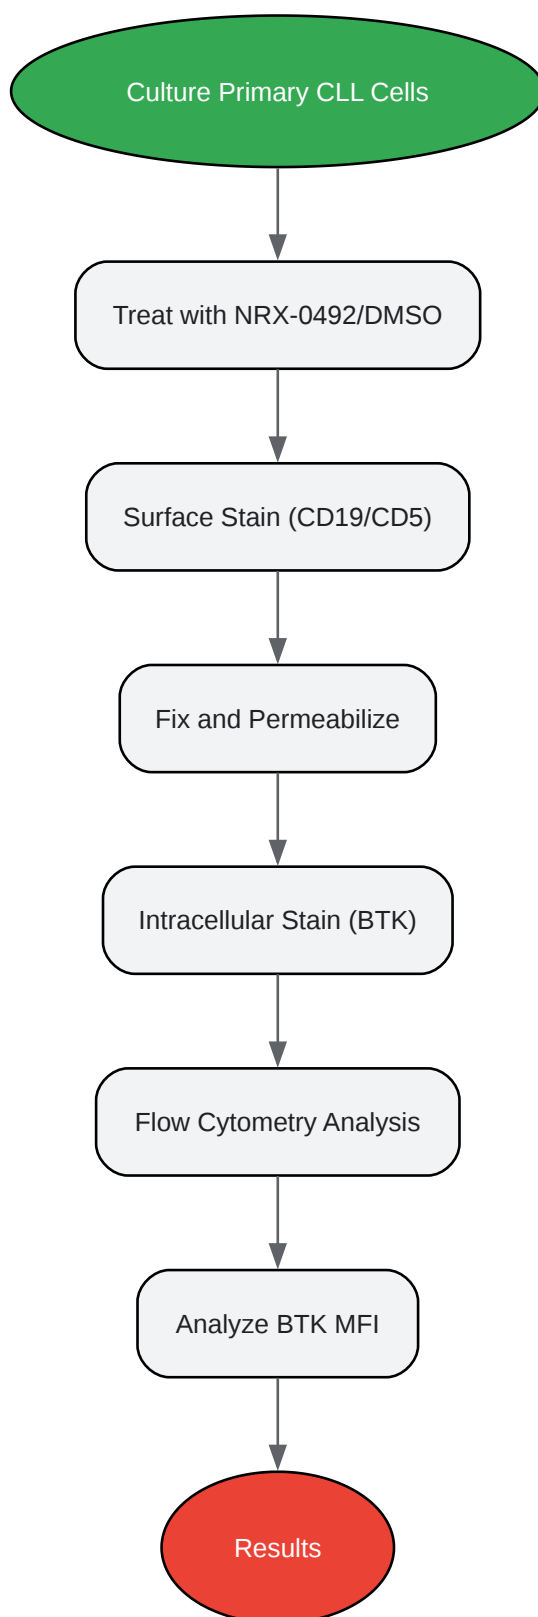 Culture Primary CLL Cells
Treat with NRX-0492/DMSO
Surface Stain (CD19/CD5)
Fix and Permeabilize
Intracellular Stain (BTK)
Flow Cytometry Analysis
Analyze BTK MFI
Results